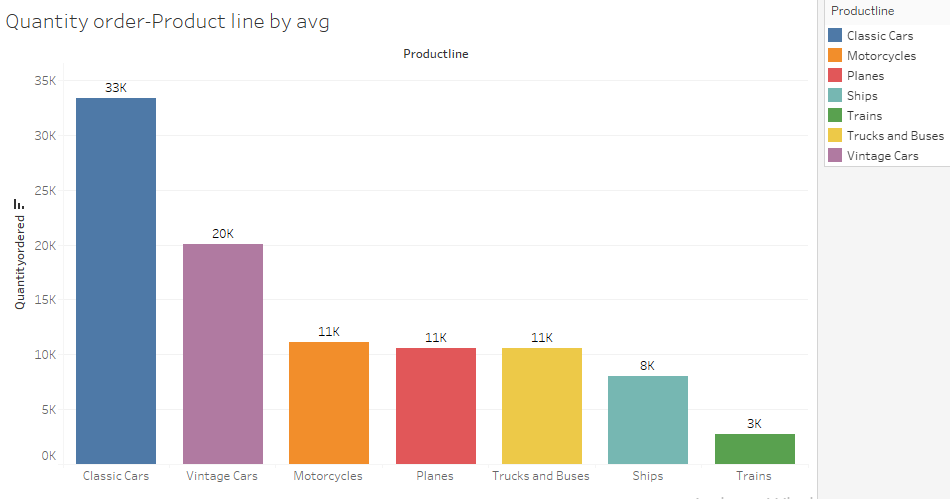 Quantity order-Product line by avg
Productline
Productline
Classic Cars
Motorcycles
Planes
Ships
Trains
Trucks and Buses
Vintage Cars
Quantityordered
35K
30K
25K
20K
15K
10K
5K
0K
33K
20K
11K
11K
11K
8K
3K
Classic Cars
Vintage Cars
Motorcycles
Planes
Trucks and Buses
Ships
Trains